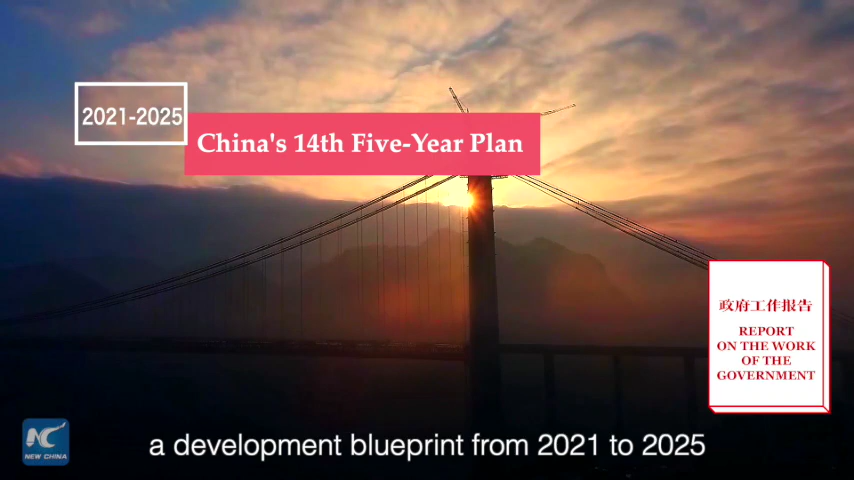 2021-2025
China's 14th Five-Year Plan
政府工作报告
REPORT
ON THE WORK
OF THE
GOVERNMENT
NEW CHINA
a development blueprint from 2021 to 2025